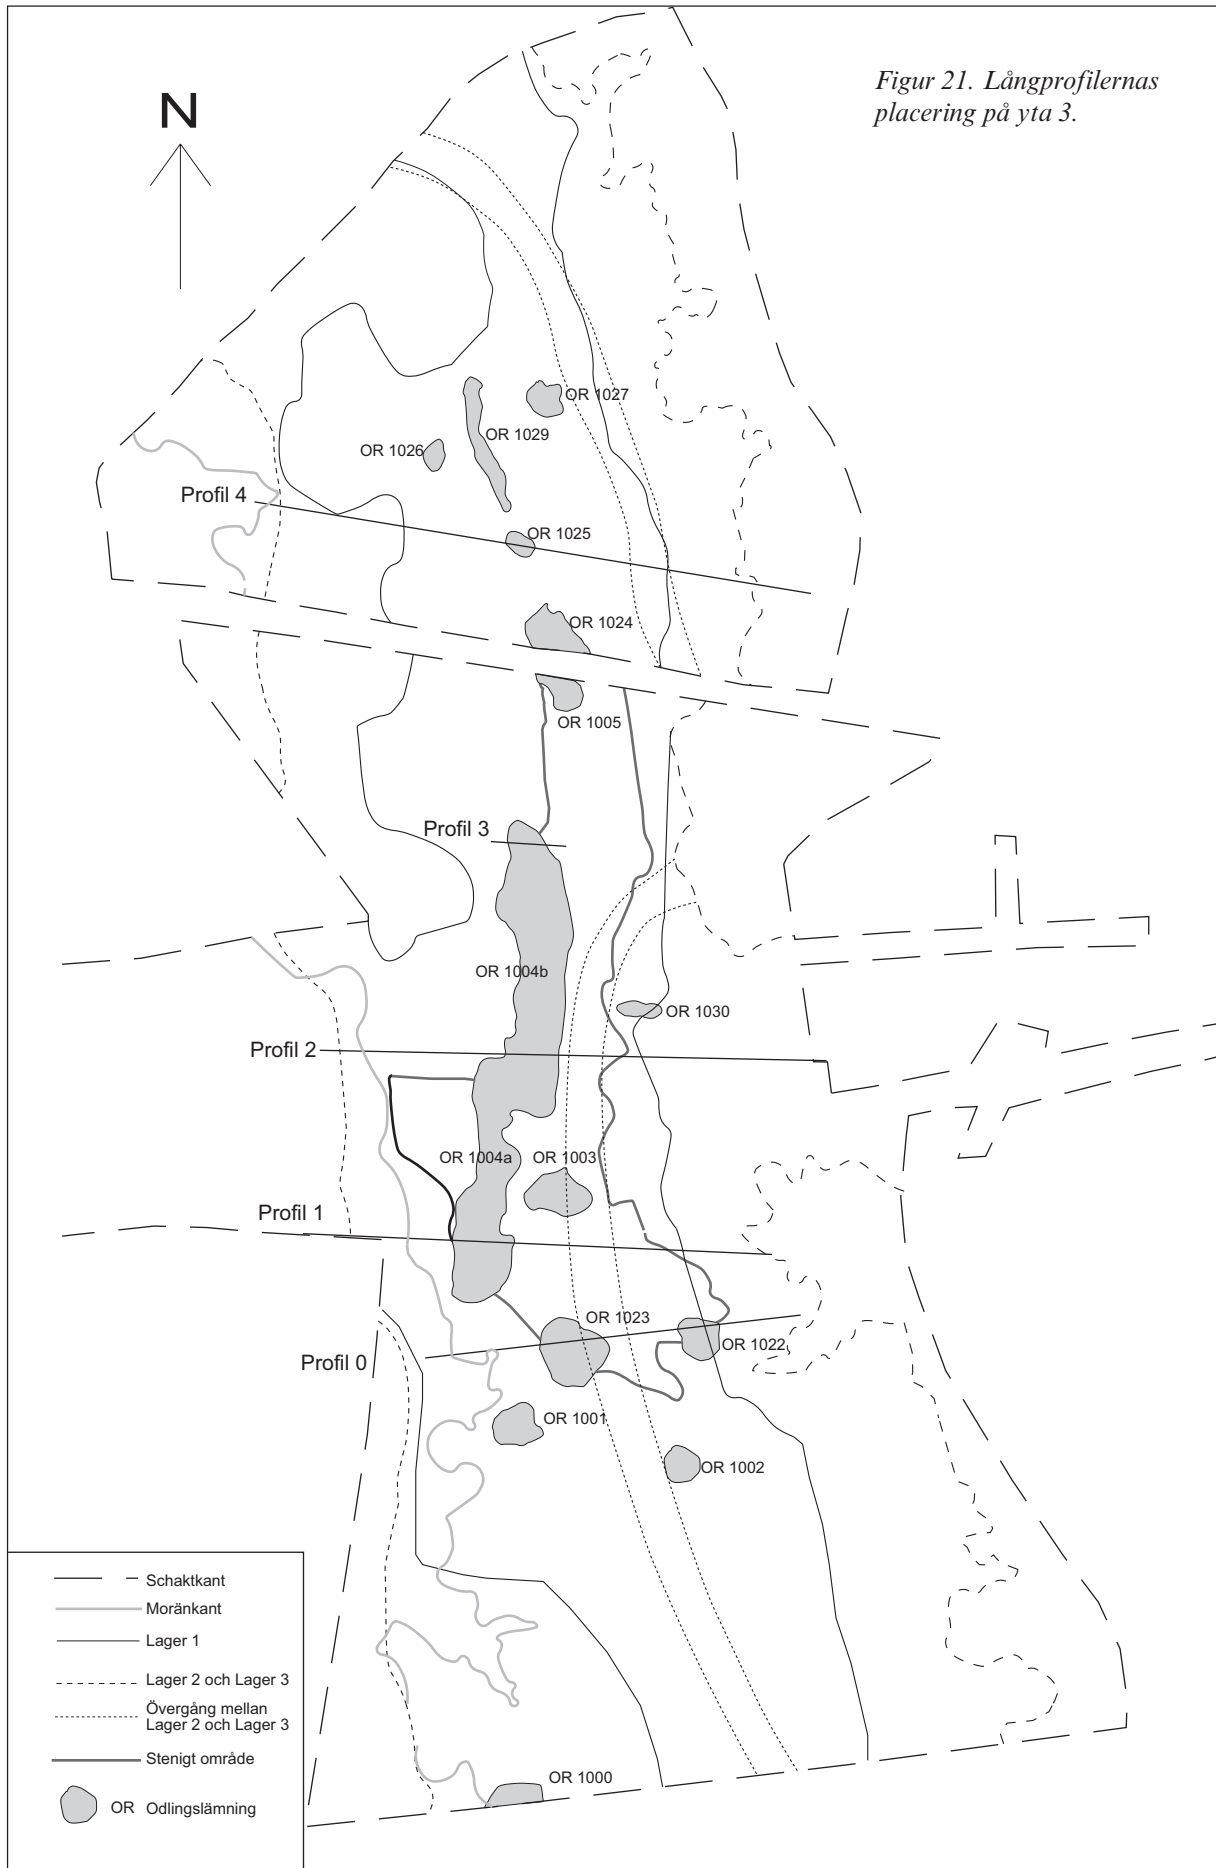 Figur 21. Långprofilernas
placering på yta 3.
N
OR 1027
OR 1029
OR 1026
Profil 4
OR 1025
OR 1024
OR 1005
Profil 3
OR 1004b
OR 1030
Profil 2
OR 1004a
OR 1003
Profil 1
OR 1023
OR 1022
Profil 0
OR 1001
OR 1002
OR 1000
Schaktkant
Moränkant
Lager 1
Lager 2 och Lager 3
Övergång mellan
Lager 2 och Lager 3
Stenigt område
OR Odlingslämning